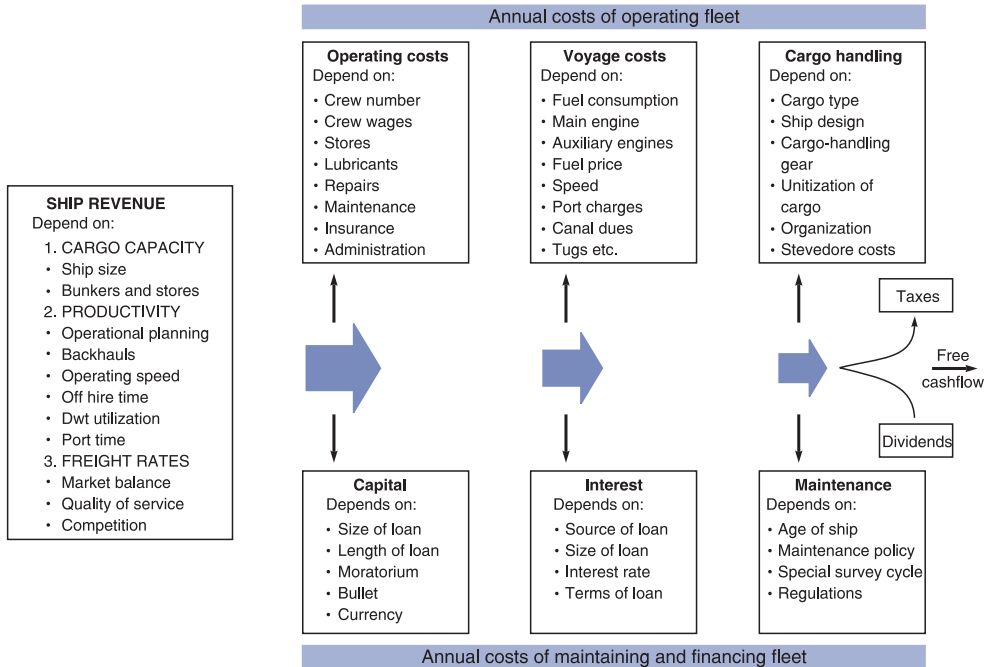 Annual costs of operating fleet
SHIP REVENUE
Depend on:
1. CARGO CAPACITY
• Ship size
• Bunkers and stores
2. PRODUCTIVITY
• Operational planning
• Backhauls
• Operating speed
• Off hire time
• Dwt utilization
• Port time
3. FREIGHT RATES
• Market balance
• Quality of service
• Competition
Operating costs
Depend on:
• Crew number
• Crew wages
• Stores
• Lubricants
• Repairs
• Maintenance
• Insurance
• Administration
Voyage costs
Depend on:
• Fuel consumption
• Main engine
• Auxiliary engines
• Fuel price
• Speed
• Port charges
• Canal dues
• Tugs etc.
Cargo handling
Depend on:
• Cargo type
• Ship design
• Cargo-handling
gear
• Unitization of
cargo
• Organization
• Stevedore costs
Taxes
Free
cashflow
Dividends
Capital
Depends on:
• Size of loan
• Length of loan
• Moratorium
• Bullet
• Currency
Interest
Depends on:
• Source of loan
• Size of loan
• Interest rate
• Terms of loan
Maintenance
Depends on:
• Age of ship
• Maintenance policy
• Special survey cycle
• Regulations
Annual costs of maintaining and financing fleet